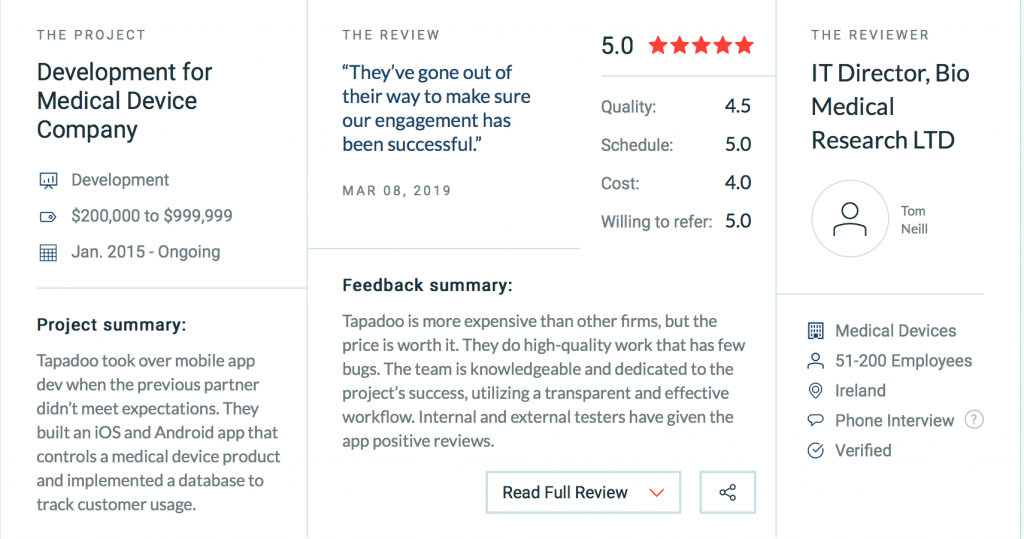 THE PROJECT
Development for
Medical Device
Company
Development
$200,000 to $999,999
Jan. 2015 - Ongoing
Project summary:
Tapadoo took over mobile app
dev when the previous partner
didn't meet expectations. They
built an iOS and Android app that
controls a medical device product
and implemented a database to
track customer usage.
THE REVIEW
“They’ve gone out of
their way to make sure
our engagement has
been successful.”
MAR 08, 2019
5.0
Quality: 4.5
Schedule: 5.0
Cost: 4.0
Willing to refer: 5.0
Feedback summary:
Tapadoo is more expensive than other firms, but the
price is worth it. They do high-quality work that has few
bugs. The team is knowledgeable and dedicated to the
project’s success, utilizing a transparent and effective
workflow. Internal and external testers have given the
app positive reviews.
Read Full Review
THE REVIEWER
IT Director, Bio
Medical
Research LTD
Tom
Neill
Medical Devices
51-200 Employees
Ireland
Phone Interview ?
Verified